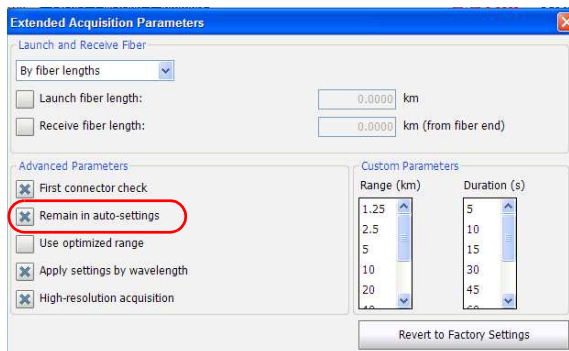 Extended Acquisition Parameters
Launch and Receive Fiber
By fiber lengths
Launch fiber length: 0.0000 km
Receive fiber length: 0.0000 km (from fiber end)
Advanced Parameters
First connector check
Remain in auto-settings
Use optimized range
Apply settings by wavelength
High-resolution acquisition
Custom Parameters
Range (km) Duration (s)
1.25 5
2.5 10
5 15
10 30
20 45
Revert to Factory Settings